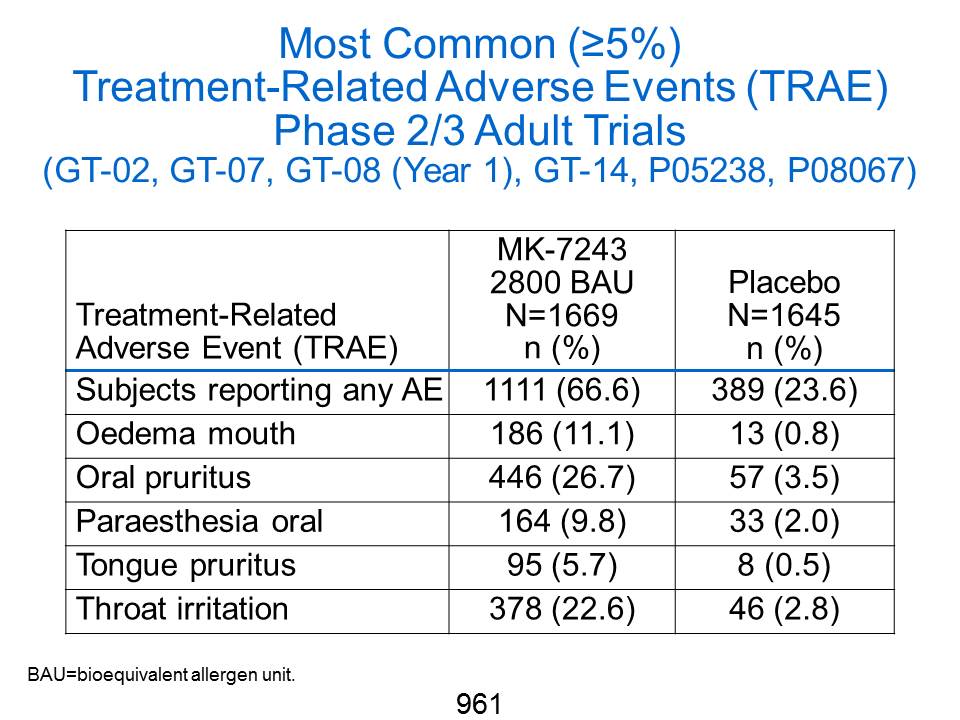 Most Common (≥5%)
Treatment-Related Adverse Events (TRAE)
Phase 2/3 Adult Trials
(GT-02, GT-07, GT-08 (Year 1), GT-14, P05238, P08067)
Treatment-Related
Adverse Event (TRAE)
MK-7243
2800 BAU
N=1669
n (%)
Placebo
N=1645
n (%)
Subjects reporting any AE 1111 (66.6) 389 (23.6)
Oedema mouth 186 (11.1) 13 (0.8)
Oral pruritus 446 (26.7) 57 (3.5)
Paraesthesia oral 164 (9.8) 33 (2.0)
Tongue pruritus 95 (5.7) 8 (0.5)
Throat irritation 378 (22.6) 46 (2.8)
BAU=bioequivalent allergen unit.
961